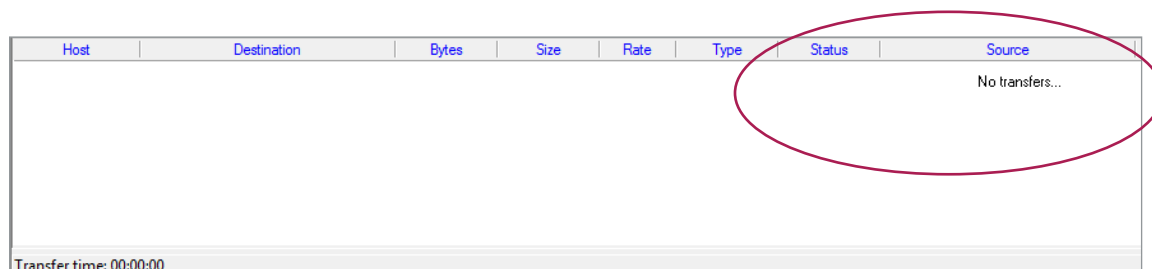 Host Destination Bytes Size Rate Type Status Source
No transfers...
Transfer time: 00:00:00